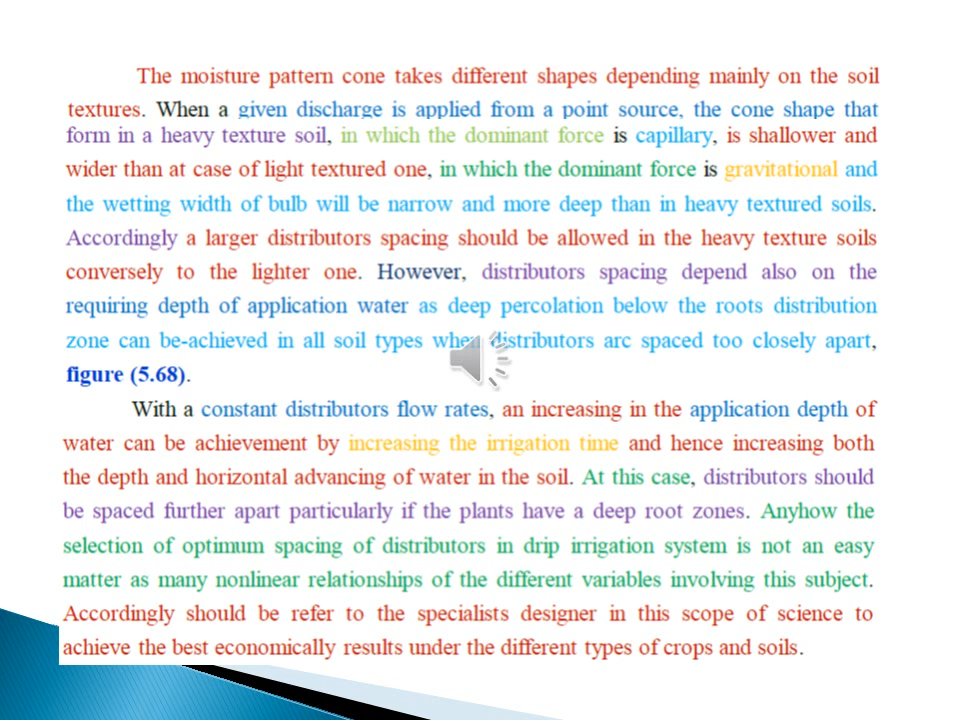 The moisture pattern cone takes different shapes depending mainly on the soil
textures. When a given discharge is applied from a point source, the cone shape that
form in a heavy texture soil, in which the dominant force is capillary, is shallower and
wider than at case of light textured one, in which the dominant force is gravitational and
the wetting width of bulb will be narrow and more deep than in heavy textured soils.
Accordingly a larger distributors spacing should be allowed in the heavy texture soils
conversely to the lighter one. However, distributors spacing depend also on the
requiring depth of application water as deep percolation below the roots distribution
zone can be-achieved in all soil types when distributors arc spaced too closely apart,
figure (5.68).
With a constant distributors flow rates, an increasing in the application depth of
water can be achievement by increasing the irrigation time and hence increasing both
the depth and horizontal advancing of water in the soil. At this case, distributors should
be spaced further apart particularly if the plants have a deep root zones. Anyhow the
selection of optimum spacing of distributors in drip irrigation system is not an easy
matter as many nonlinear relationships of the different variables involving this subject.
Accordingly should be refer to the specialists designer in this scope of science to
achieve the best economically results under the different types of crops and soils.